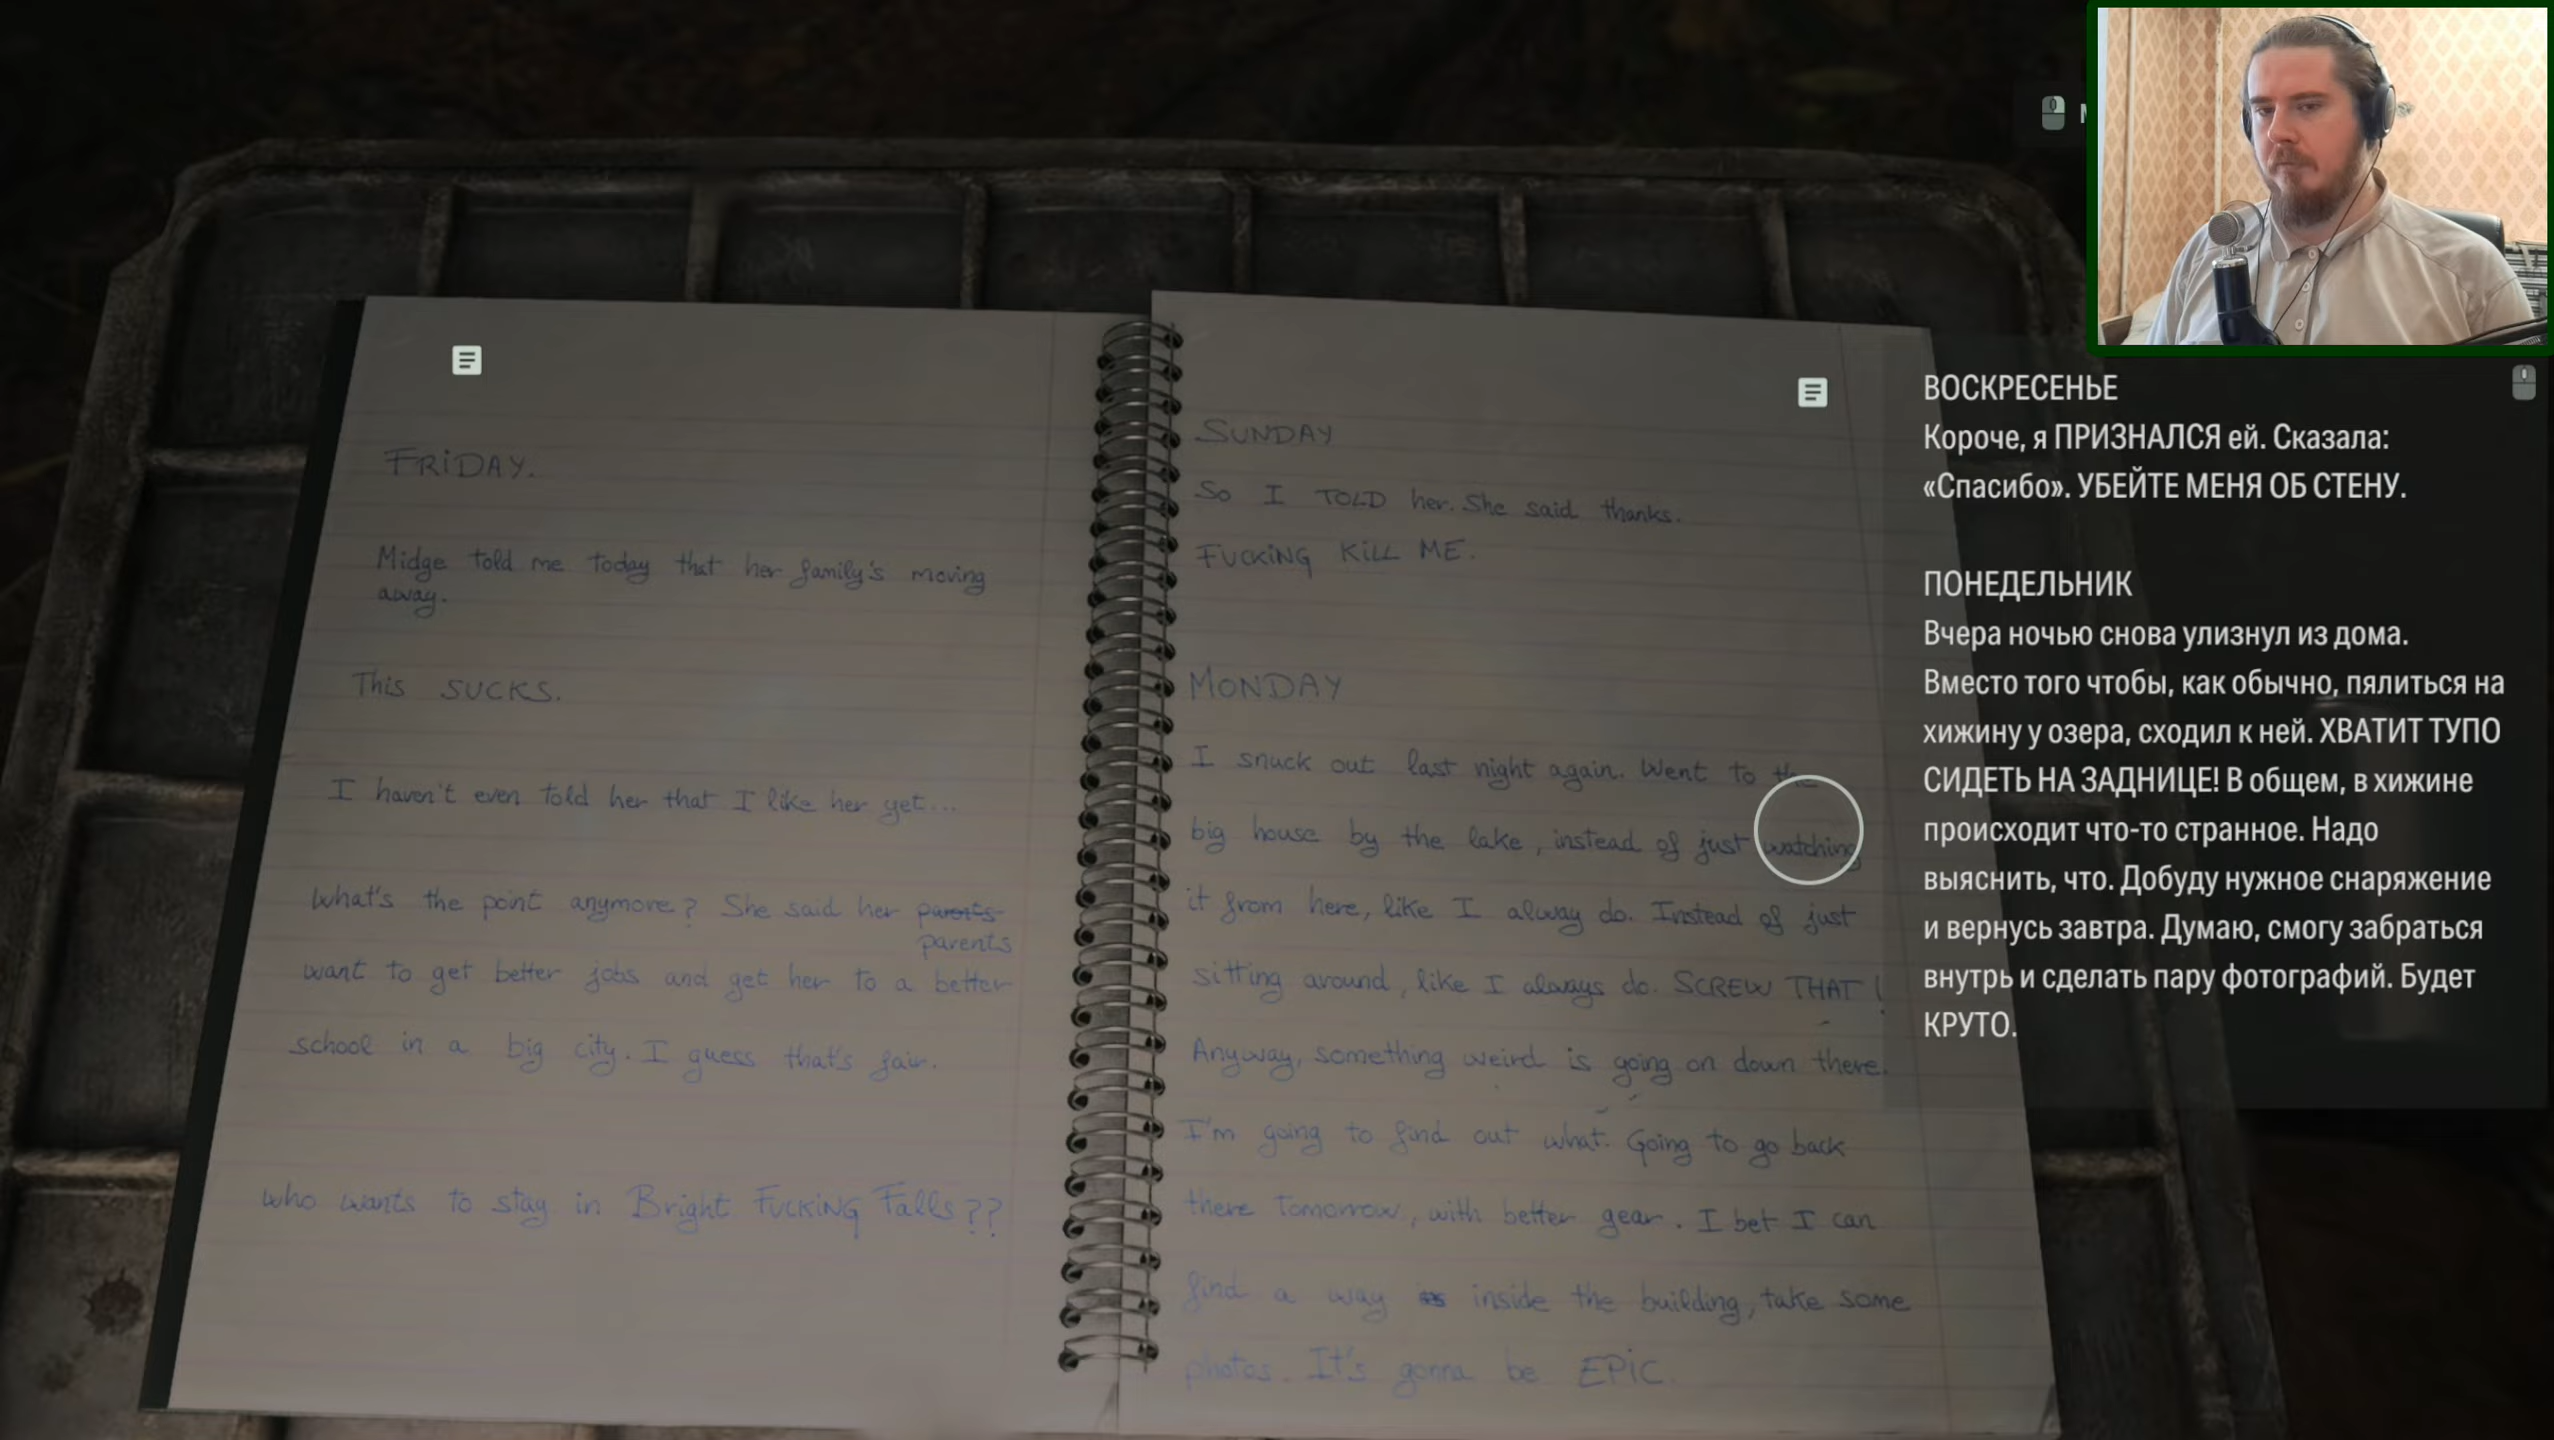 FRIDAY.
Midge told me today that her family's moving
away.
This SUCKS.
I haven't even told her that I like her yet...
What's the point anymore? She said her parents
parents
want to get better jobs and get her to a better
school in a big city. I guess that's fair.
who wants to stay in Bright FUCKING Falls??
SUNDAY
So I TOLD her. She said thanks.
FUCKING KILL ME.
MONDAY
I snuck out last night again. Went to the
big house by the lake, instead of just watching
it from here, like I alway do. Instead of just
sitting around, like I always do. SCREW THAT!
Anyway, something weird is going on down there.
I'm going to find out what. Going to go back
there tomorrow, with better gear. I bet I can
find a way inside the building, take some
photos. It's gonna be EPIC.
ВОСКРЕСЕНЬЕ
Короче, я ПРИЗНАЛСЯ ей. Сказала:
«Спасибо». УБЕЙТЕ МЕНЯ ОБ СТЕНУ.
ПОНЕДЕЛЬНИК
Вчера ночью снова улизнул из дома.
Вместо того чтобы, как обычно, пялиться на
хижину у озера, сходил к ней. ХВАТИТ ТУПО
СИДЕТЬ НА ЗАДНИЦЕ! В общем, в хижине
происходит что-то странное. Надо
выяснить, что. Добуду нужное снаряжение
и вернусь завтра. Думаю, смогу забраться
внутрь и сделать пару фотографий. Будет
КРУТО.